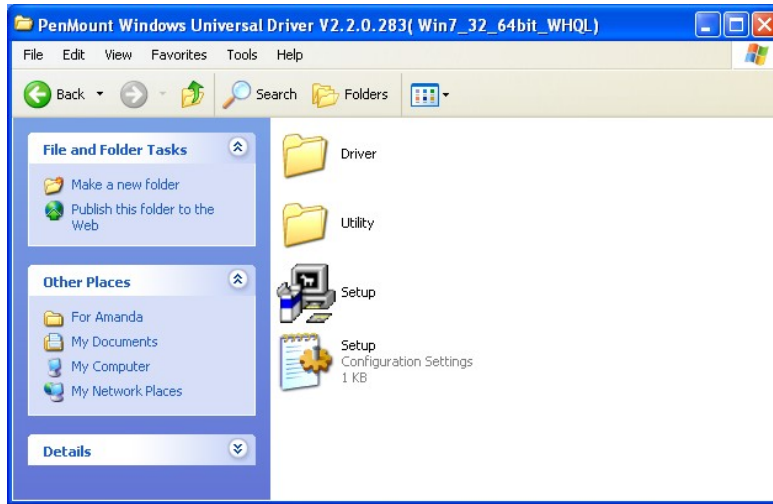 PenMount Windows Universal Driver V2.2.0.283( Win7_32_64bit_WHQL)
File Edit View Favorites Tools Help
Back Search Folders
File and Folder Tasks
Make a new folder
Publish this folder to the
Web
Other Places
For Amanda
My Documents
My Computer
My Network Places
Details
Driver
Utility
Setup
Setup
Configuration Settings
1 KB